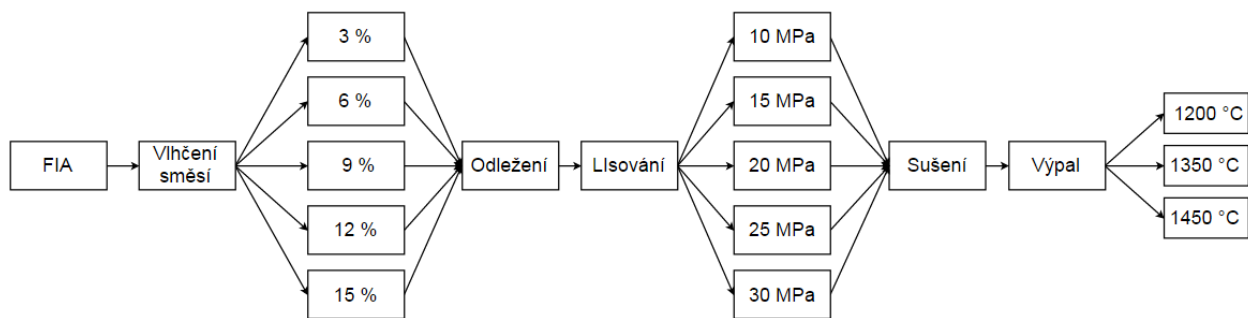 FIA
Vlhčení
směsí
3 %
6 %
9 %
12 %
15 %
Odležení
LIsování
10 MPa
15 MPa
20 MPa
25 MPa
30 MPa
Sušení
Výpal
1200 °C
1350 °C
1450 °C